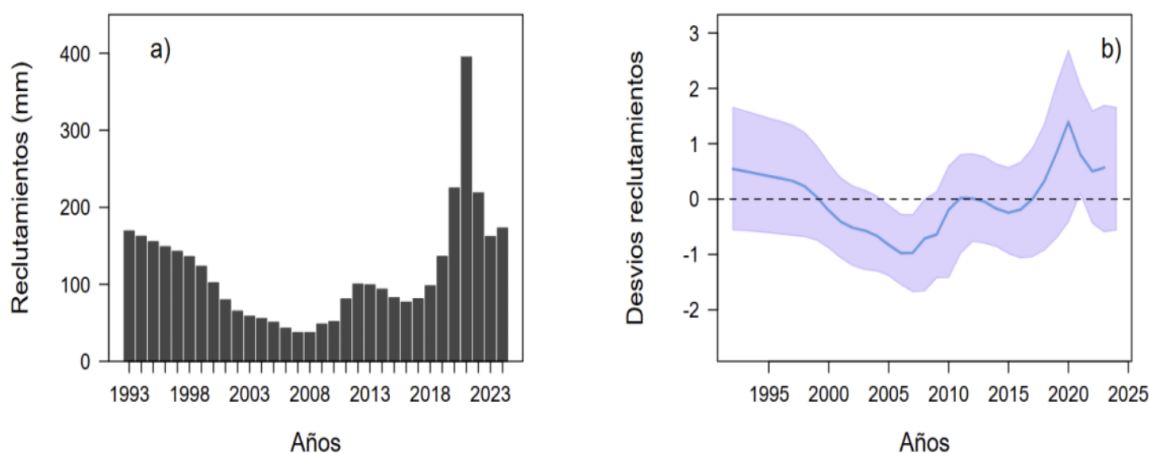 a)
Reclutamientos (mm)
400
300
200
100
0
1993 1998 2003 2008 2013 2018 2023
Años
b)
Desvios reclutamientos
3
2
1
0
-1
-2
1995 2000 2005 2010 2015 2020 2025
Años